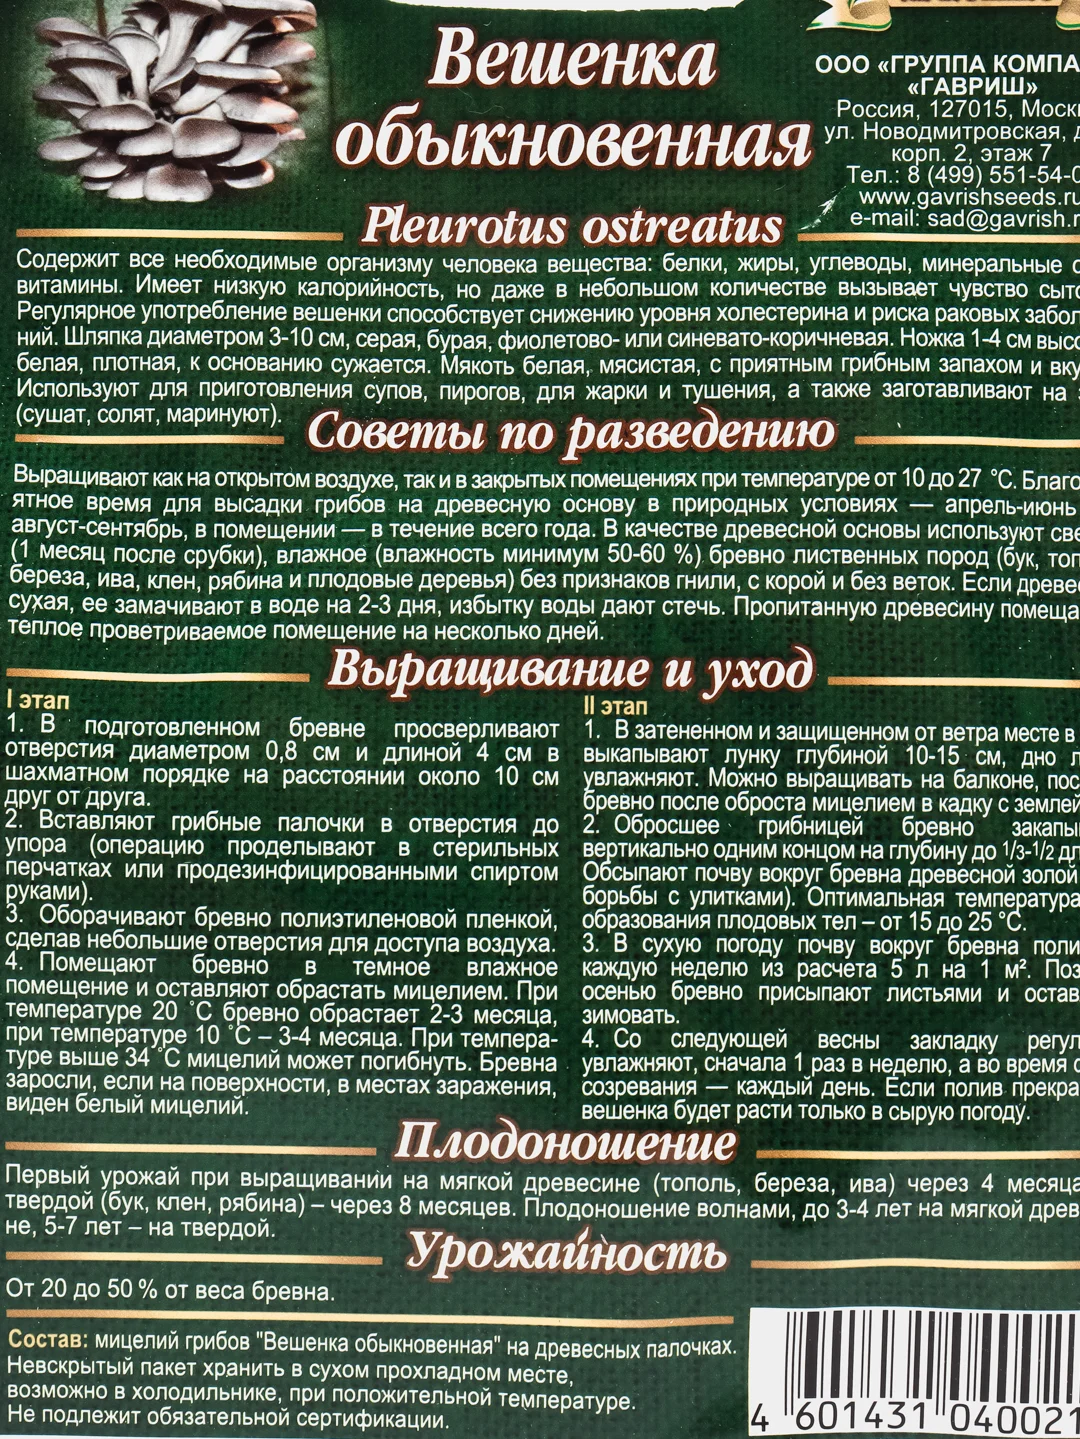 Вешенка
обыкновенная
Pleurotus ostreatus
ООО «ГРУППА КОМПА
«ГАВРИШ»
Россия, 127015, Моск
ул. Новодмитровская, д
корп. 2, этаж 7
Тел.: 8 (499) 551-54-0
www.gavrishseeds.ru
e-mail: sad@gavrish.r
Содержит все необходимые организму человека вещества: белки, жиры, углеводы, минеральные с
витамины. Имеет низкую калорийность, но даже в небольшом количестве вызывает чувство сыто
Регулярное употребление вешенки способствует снижению уровня холестерина и риска раковых забол
ний. Шляпка диаметром 3-10 см, серая, бурая, фиолетово- или синевато-коричневая. Ножка 1-4 см высо
белая, плотная, к основанию сужается. Мякоть белая, мясистая, с приятным грибным запахом и вку
Используют для приготовления супов, пирогов, для жарки и тушения, а также заготавливают на з
(сушат, солят, маринуют).
Советы по разведению
Выращивают как на открытом воздухе, так и в закрытых помещениях при температуре от 10 до 27 °С. Благо
ятное время для высадки грибов на древесную основу в природных условиях — апрель-июнь
август-сентябрь, в помещении — в течение всего года. В качестве древесной основы используют све
(1 месяц после срубки), влажное (влажность минимум 50-60 %) бревно лиственных пород (бук, топ
береза, ива, клен, рябина и плодовые деревья) без признаков гнили, с корой и без веток. Если древес
сухая, ее замачивают в воде на 2-3 дня, избытку воды дают стечь. Пропитанную древесину помеща
теплое проветриваемое помещение на несколько дней.
Выращивание и уход
I этап
1. В подготовленном бревне просверливают
отверстия диаметром 0,8 см и длиной 4 см в
шахматном порядке на расстоянии около 10 см
друг от друга.
2. Вставляют грибные палочки в отверстия до
упора (операцию проделывают в стерильных
перчатках или продезинфицированными спиртом
руками).
3. Оборачивают бревно полиэтиленовой пленкой,
сделав небольшие отверстия для доступа воздуха.
4. Помещают бревно в темное влажное
помещение и оставляют обрастать мицелием. При
температуре 20 °С бревно обрастает 2-3 месяца,
при температуре 10 °С – 3-4 месяца. При темпера-
туре выше 34 °С мицелий может погибнуть. Бревна
заросли, если на поверхности, в местах заражения,
виден белый мицелий.
II этап
1. В затененном и защищенном от ветра месте в
выкапывают лунку глубиной 10-15 см, дно л
увлажняют. Можно выращивать на балконе, пос
бревно после оброста мицелием в кадку с землей
2. Обросшее грибницей бревно закапы
вертикально одним концом на глубину до 1/3-1/2 дл
Обсыпают почву вокруг бревна древесной золой
борьбы с улитками). Оптимальная температура
образования плодовых тел – от 15 до 25 °С.
3. В сухую погоду почву вокруг бревна поли
каждую неделю из расчета 5 л на 1 м². Поз
осенью бревно присыпают листьями и остав
зимовать.
4. Со следующей весны закладку регул
увлажняют, сначала 1 раз в неделю, а во время с
созревания — каждый день. Если полив прекра
вешенка будет расти только в сырую погоду.
Плодоношение
Первый урожай при выращивании на мягкой древесине (тополь, береза, ива) через 4 месяца
твердой (бук, клен, рябина) – через 8 месяцев. Плодоношение волнами, до 3-4 лет на мягкой древ
не, 5-7 лет – на твердой.
Урожайность
От 20 до 50 % от веса бревна.
Состав: мицелий грибов "Вешенка обыкновенная" на древесных палочках.
Невскрытый пакет хранить в сухом прохладном месте,
возможно в холодильнике, при положительной температуре.
Не подлежит обязательной сертификации.
4 601431 040021